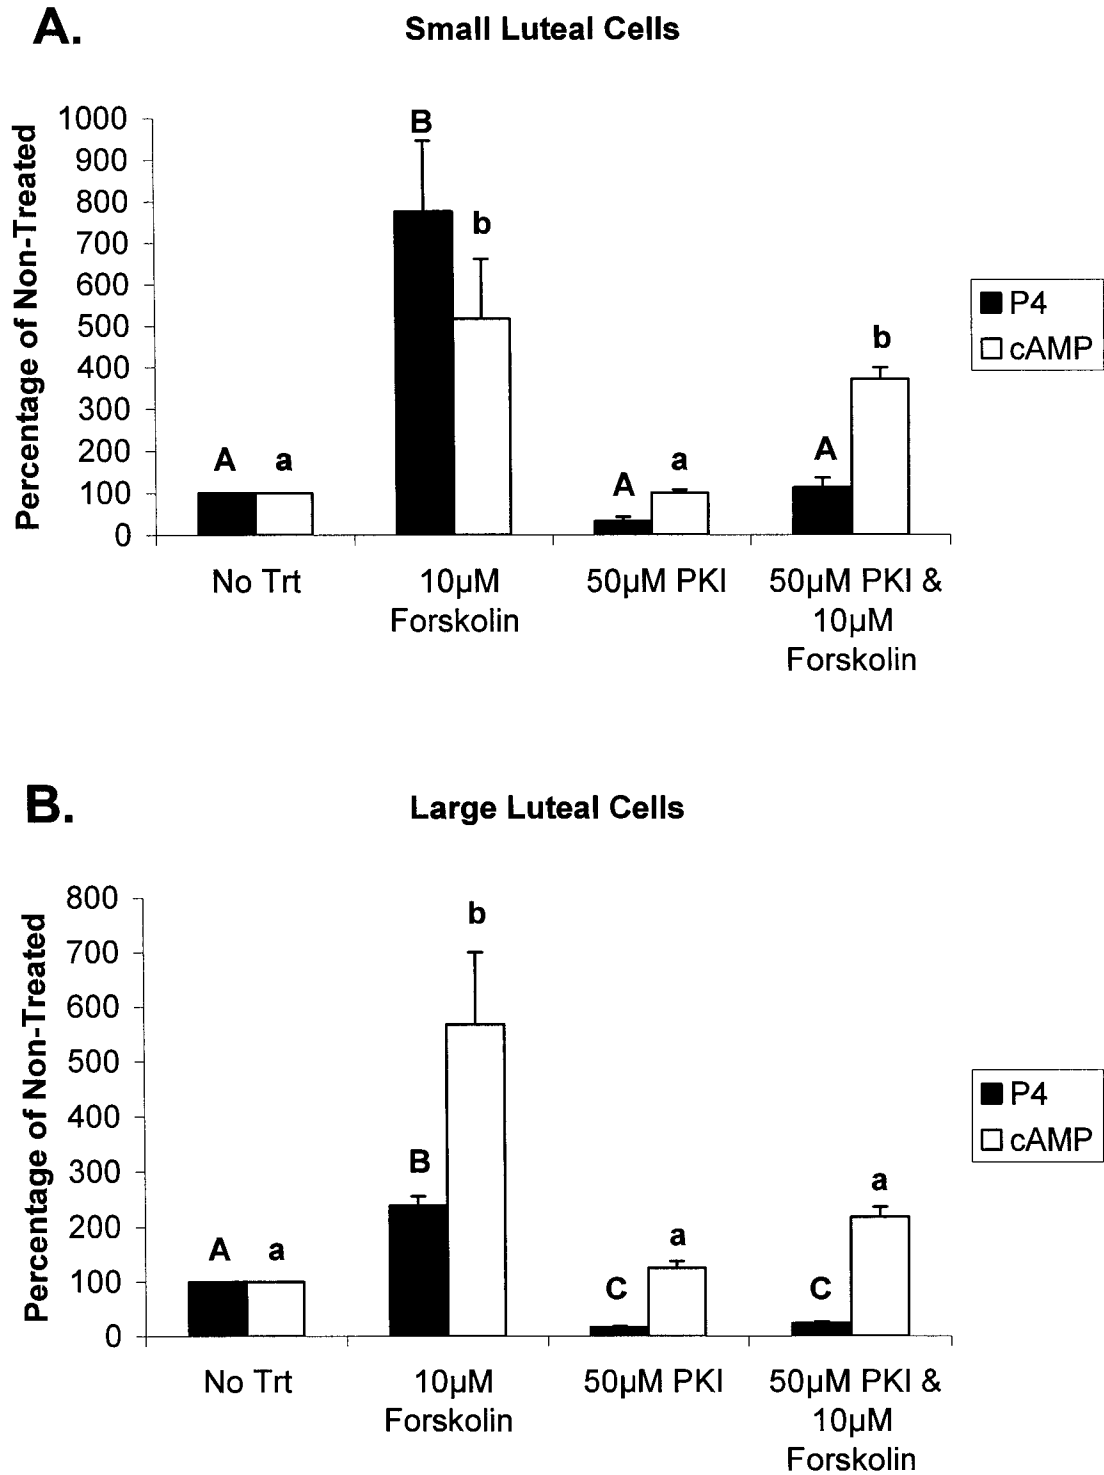 A.
Small Luteal Cells
Percentage of Non-Treated
1000
900
800
700
600
500
400
300
200
100
0
A a
B
b
A
a
A
b
P4
cAMP
No Trt
10µM
Forskolin
50µM PKI
50µM PKI &
10µM
Forskolin
B.
Large Luteal Cells
Percentage of Non-Treated
800
700
600
500
400
300
200
100
0
A a
B
b
C
a
C
a
P4
cAMP
No Trt
10µM
Forskolin
50µM PKI
50µM PKI &
10µM
Forskolin